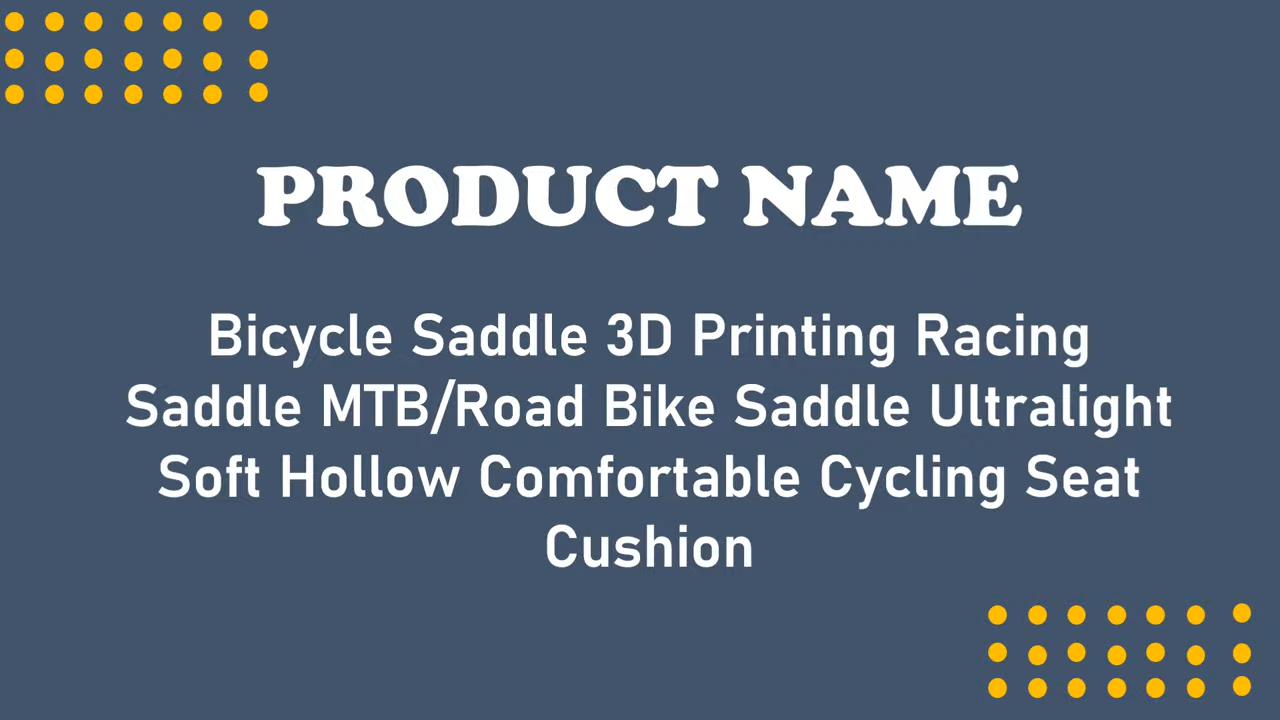 PRODUCT NAME
Bicycle Saddle 3D Printing Racing
Saddle MTB/Road Bike Saddle Ultralight
Soft Hollow Comfortable Cycling Seat
Cushion